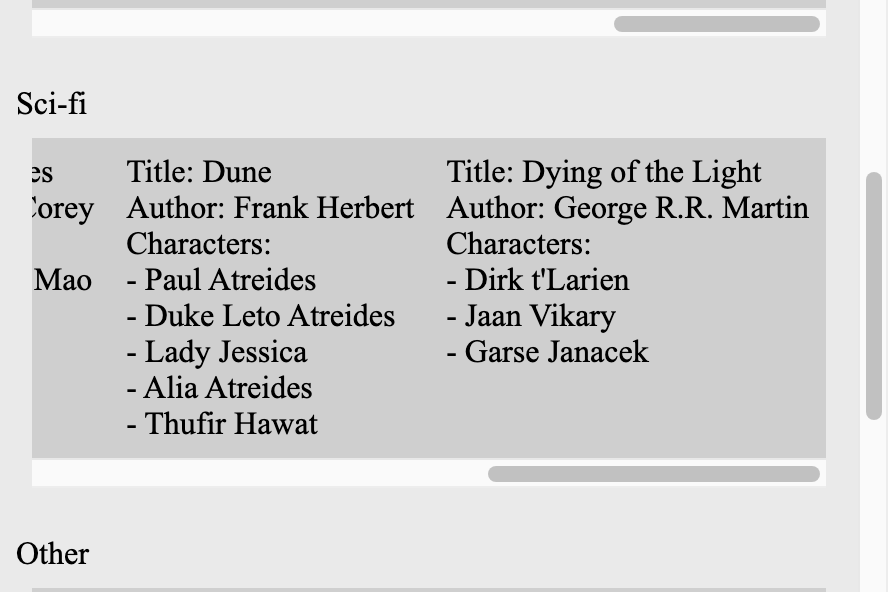 Sci-fi
es
Corey
Mao
Title: Dune
Author: Frank Herbert
Characters:
- Paul Atreides
- Duke Leto Atreides
- Lady Jessica
- Alia Atreides
- Thufir Hawat
Title: Dying of the Light
Author: George R.R. Martin
Characters:
- Dirk t'Larien
- Jaan Vikary
- Garse Janacek
Other